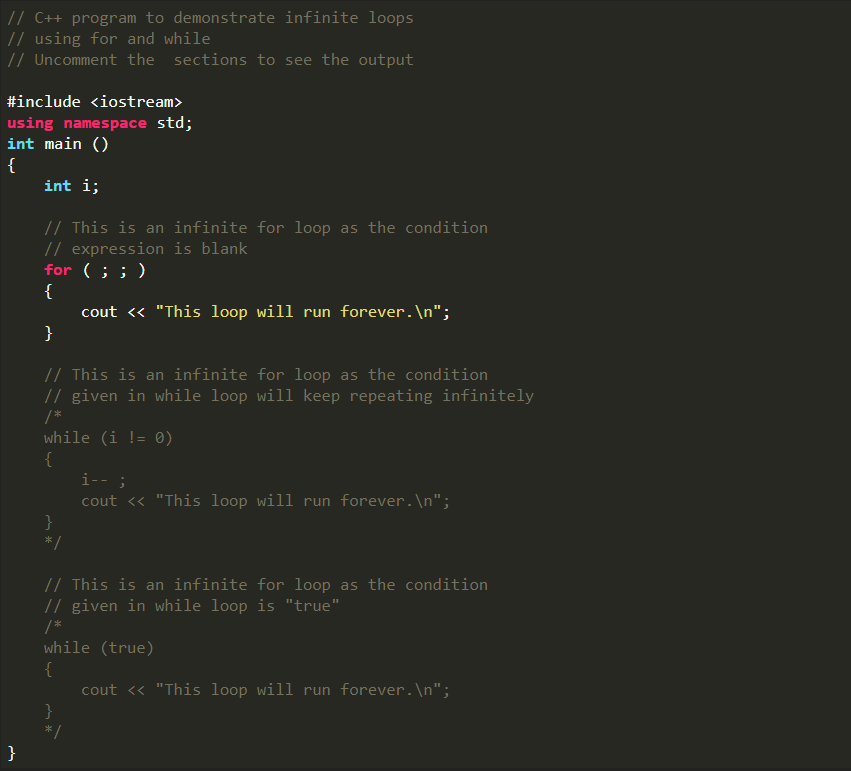 // C++ program to demonstrate infinite loops
// using for and while
// Uncomment the  sections to see the output

#include <iostream>
using namespace std;
int main ()
{
    int i;

    // This is an infinite for loop as the condition
    // expression is blank
    for ( ; ; )
    {
        cout << "This loop will run forever.\n";
    }

    // This is an infinite for loop as the condition
    // given in while loop will keep repeating infinitely
    /*
    while (i != 0)
    {
        i-- ;
        cout << "This loop will run forever.\n";
    }
    */

    // This is an infinite for loop as the condition
    // given in while loop is "true"
    /*
    while (true)
    {
        cout << "This loop will run forever.\n";
    }
    */
}